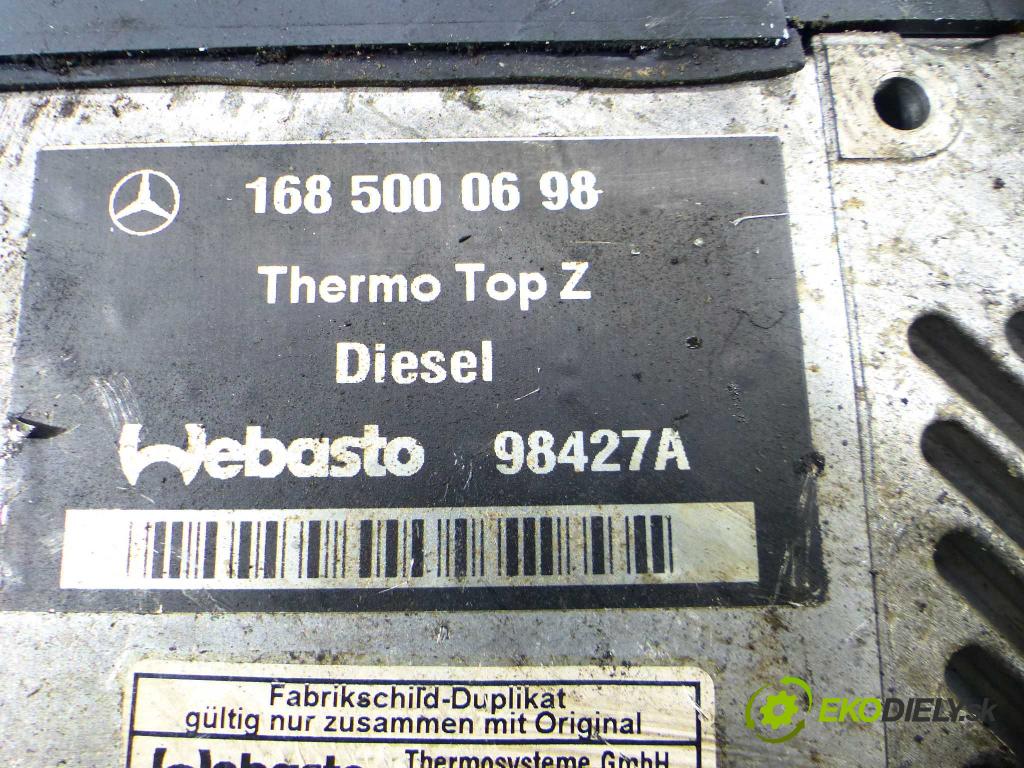 168 500 06 98
Thermo Top Z
Diesel
Webasto 98427A
Fabrikschild-Duplikat
gültig nur zusammen mit Original
Webasto Thermosysteme GmbH
EKODIELY.sk